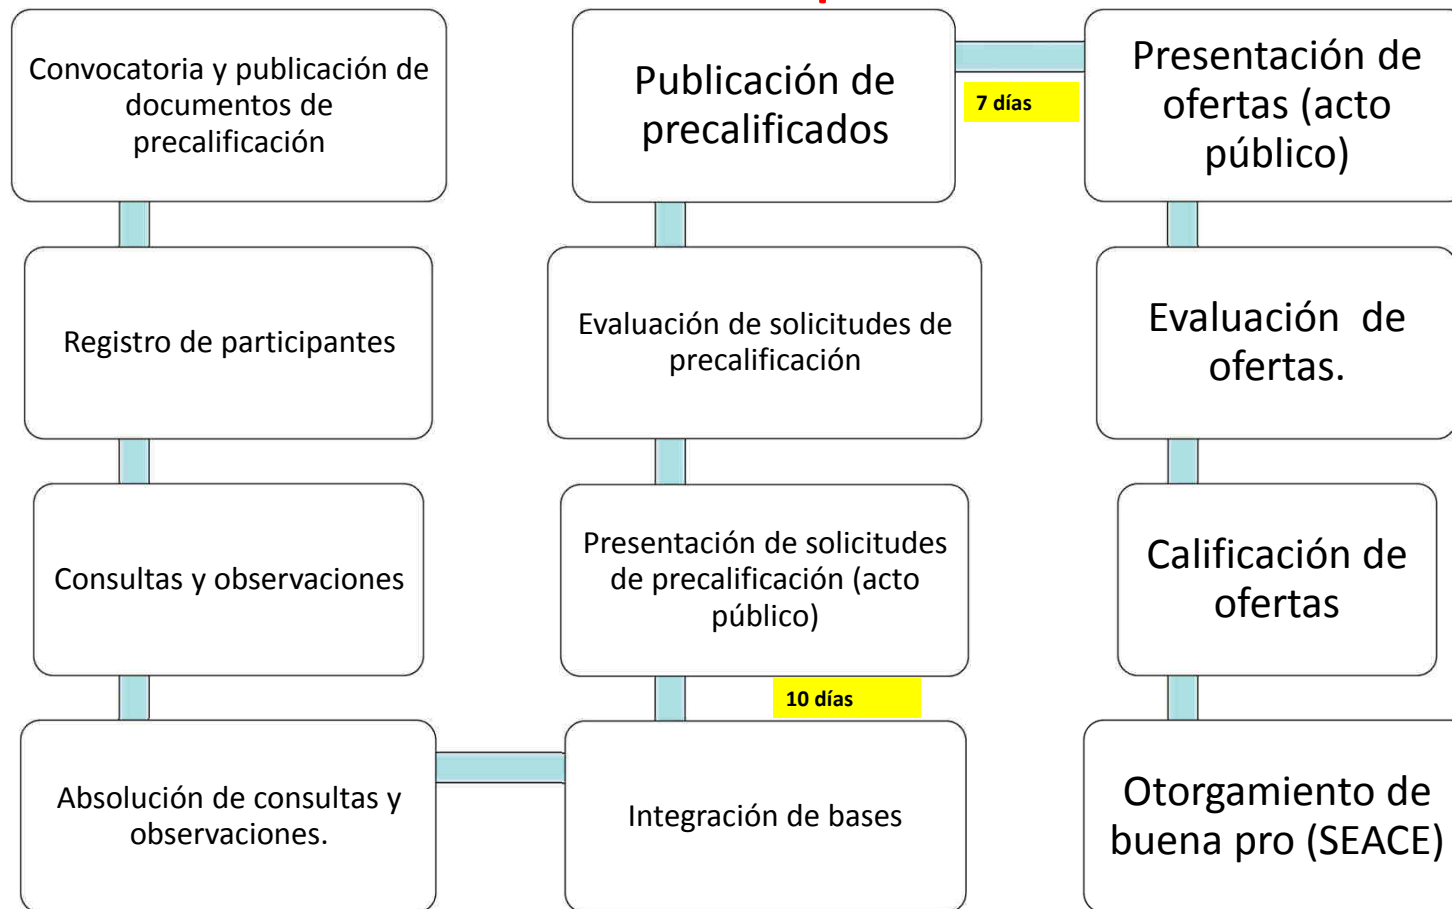 Convocatoria y publicación de
documentos de
precalificación
Registro de participantes
Consultas y observaciones
Absolución de consultas y
observaciones.
Integración de bases
10 días
Presentación de solicitudes
de precalificación (acto
público)
Evaluación de solicitudes de
precalificación
Publicación de
precalificados
7 días
Presentación de
ofertas (acto
público)
Evaluación de
ofertas.
Calificación de
ofertas
Otorgamiento de
buena pro (SEACE)